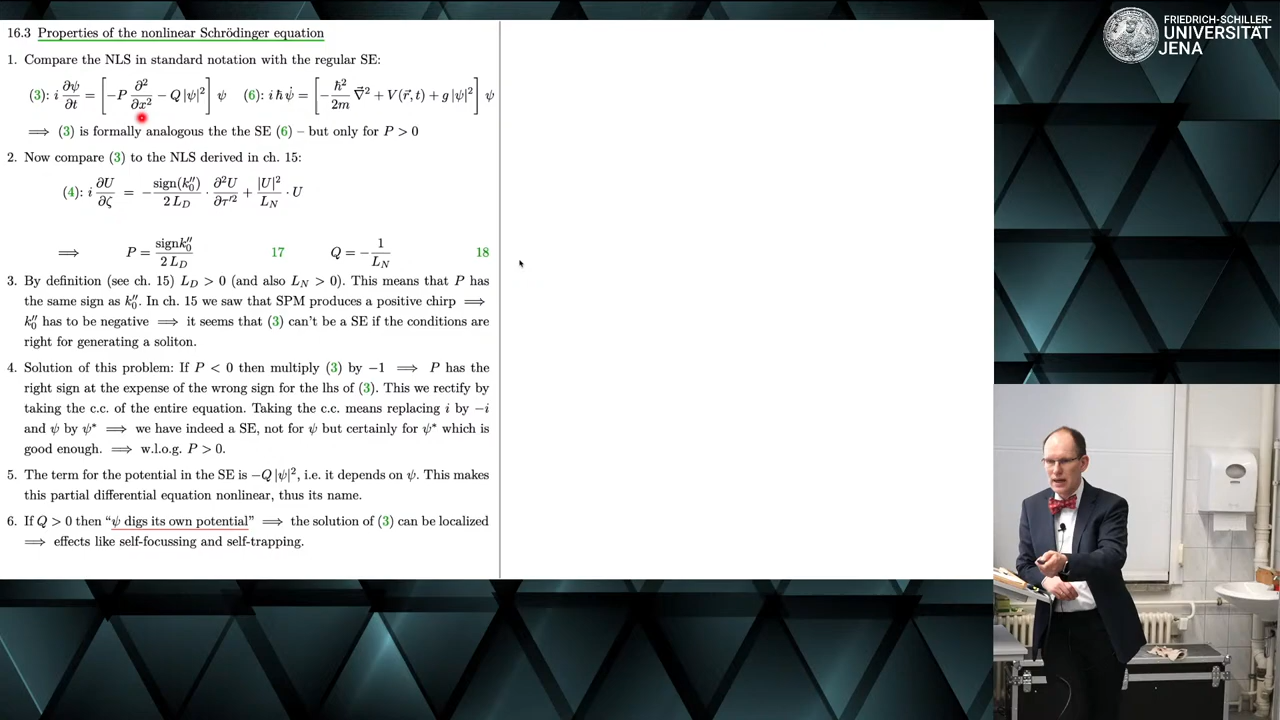 16.3 Properties of the nonlinear Schrödinger equation
1. Compare the NLS in standard notation with the regular SE:
(3): i ∂ψ/∂t = [−P ∂²/∂x² − Q|ψ|²] ψ (6): iħψ̇ = [−ħ²/2m ∇⃗² + V(r⃗, t) + g|ψ|²] ψ
⟹ (3) is formally analogous the the SE (6) – but only for P > 0
2. Now compare (3) to the NLS derived in ch. 15:
(4): i ∂U/∂ζ = − sign(k₀′′)/2 L_D · ∂²U/∂τ′² + |U|²/L_N · U
⟹ P = signk₀′′/2 L_D 17 Q = − 1/L_N 18
3. By definition (see ch. 15) L_D > 0 (and also L_N > 0). This means that P has
the same sign as k₀′′. In ch. 15 we saw that SPM produces a positive chirp ⟹
k₀′′ has to be negative ⟹ it seems that (3) can't be a SE if the conditions are
right for generating a soliton.
4. Solution of this problem: If P < 0 then multiply (3) by −1 ⟹ P has the
right sign at the expense of the wrong sign for the lhs of (3). This we rectify by
taking the c.c. of the entire equation. Taking the c.c. means replacing i by −i
and ψ by ψ* ⟹ we have indeed a SE, not for ψ but certainly for ψ* which is
good enough. ⟹ w.l.o.g. P > 0.
5. The term for the potential in the SE is −Q|ψ|², i.e. it depends on ψ. This makes
this partial differential equation nonlinear, thus its name.
6. If Q > 0 then "ψ digs its own potential" ⟹ the solution of (3) can be localized
⟹ effects like self-focussing and self-trapping.
FRIEDRICH-SCHILLER-
UNIVERSITÄT
JENA